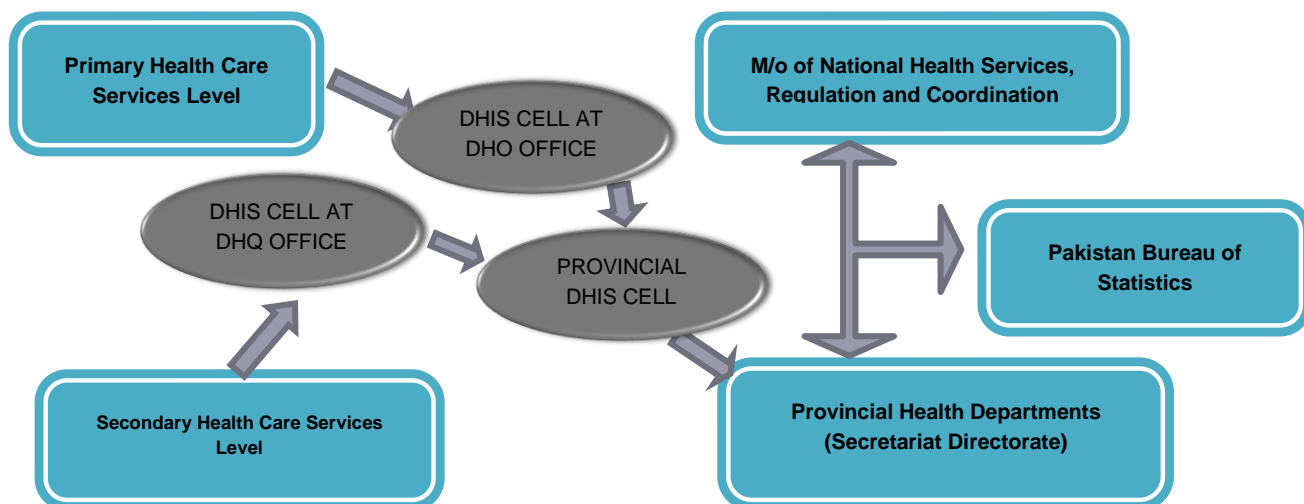 Primary Health Care
Services Level
M/o of National Health Services,
Regulation and Coordination
DHIS CELL AT
DHO OFFICE
DHIS CELL AT
DHQ OFFICE
PROVINCIAL
DHIS CELL
Pakistan Bureau of
Statistics
Secondary Health Care Services
Level
Provincial Health Departments
(Secretariat Directorate)